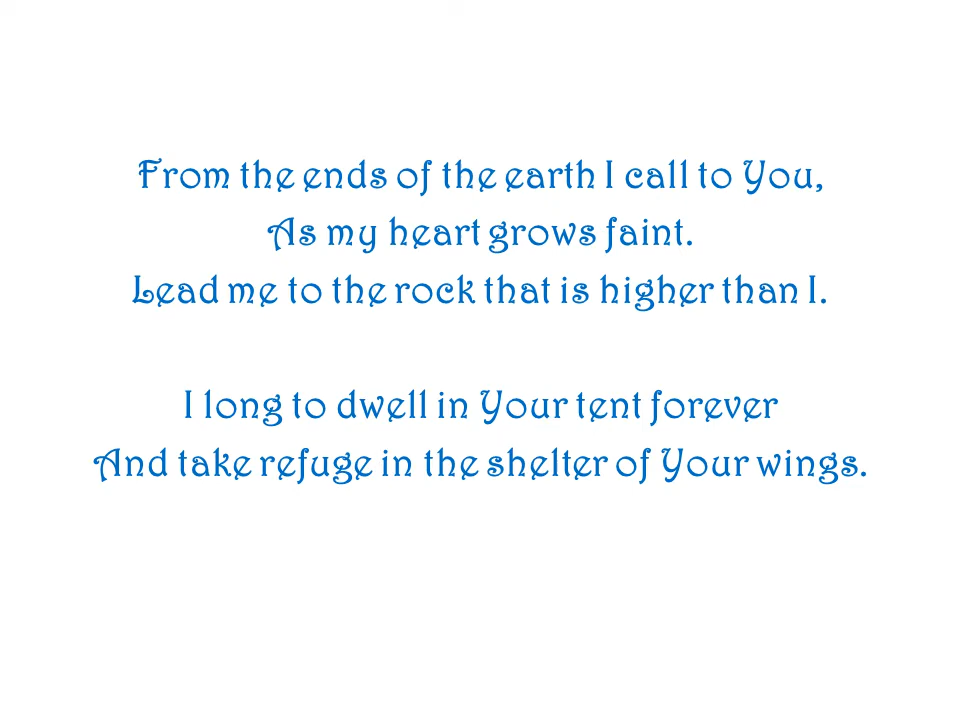 From the ends of the earth I call to You,
As my heart grows faint.
Lead me to the rock that is higher than I.
I long to dwell in Your tent forever
And take refuge in the shelter of Your wings.